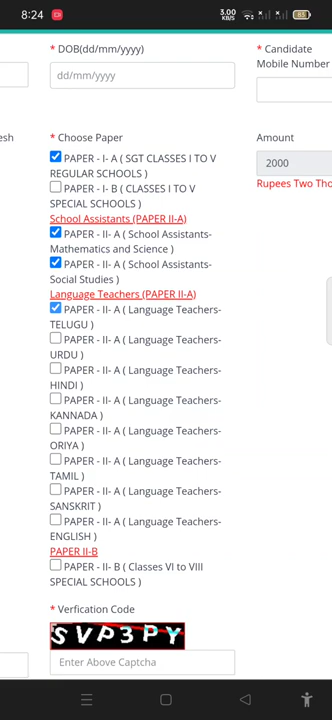 8:24
3.00
KB/S
83
* DOB(dd/mm/yyyy)
* Candidate
Mobile Number
dd/mm/yyyy
esh
* Choose Paper
Amount
PAPER - I- A ( SGT CLASSES I TO V
REGULAR SCHOOLS )
2000
Rupees Two Tho
PAPER - I- B ( CLASSES I TO V
SPECIAL SCHOOLS )
School Assistants (PAPER II-A)
PAPER - II- A ( School Assistants-
Mathematics and Science )
PAPER - II- A ( School Assistants-
Social Studies )
Language Teachers (PAPER II-A)
PAPER - II- A ( Language Teachers-
TELUGU )
PAPER - II- A ( Language Teachers-
URDU )
PAPER - II- A ( Language Teachers-
HINDI )
PAPER - II- A ( Language Teachers-
KANNADA )
PAPER - II- A ( Language Teachers-
ORIYA )
PAPER - II- A ( Language Teachers-
TAMIL )
PAPER - II- A ( Language Teachers-
SANSKRIT )
PAPER - II- A ( Language Teachers-
ENGLISH )
PAPER II-B
PAPER - II- B ( Classes VI to VIII
SPECIAL SCHOOLS )
* Verfication Code
SVP3PY
Enter Above Captcha